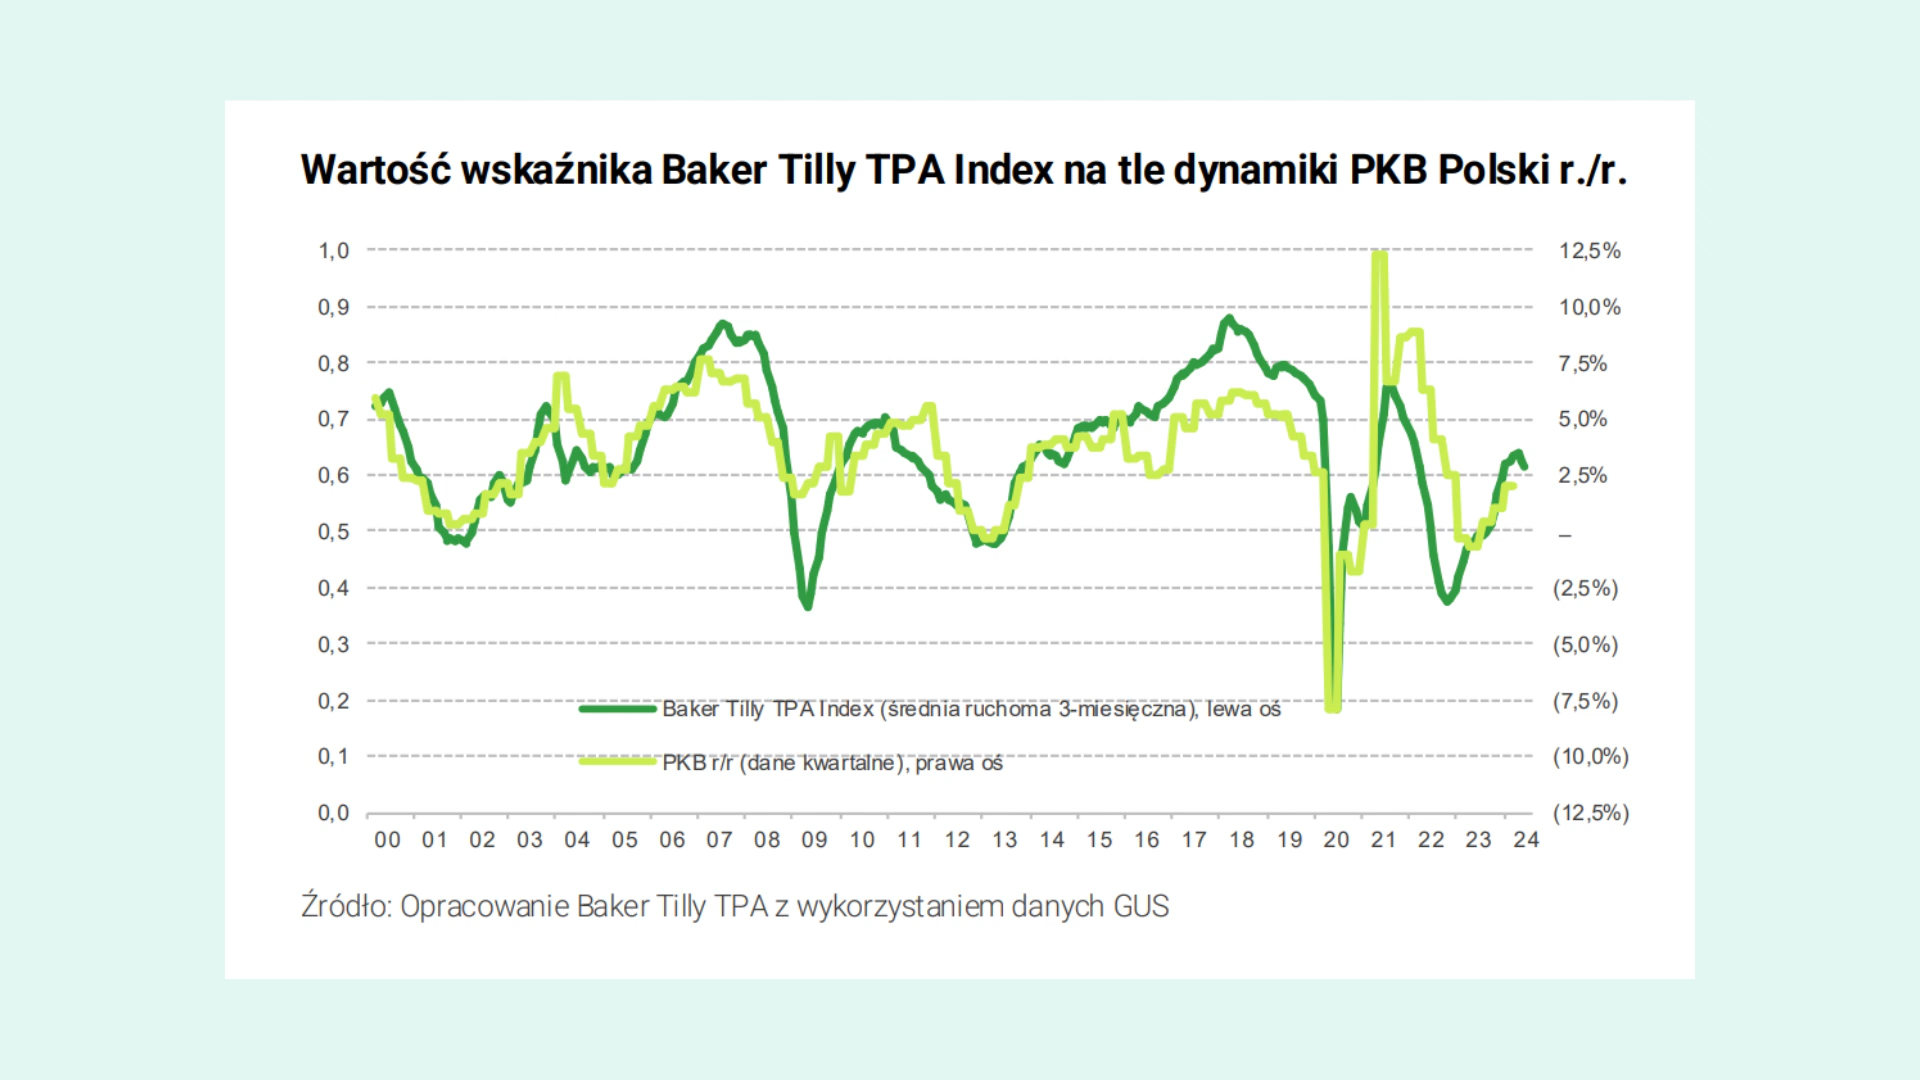 Wartość wskaźnika Baker Tilly TPA Index na tle dynamiki PKB Polski r./r.
1,0 12,5%
0,9 10,0%
0,8 7,5%
0,7 5,0%
0,6 2,5%
0,5 –
0,4 (2,5%)
0,3 (5,0%)
0,2 (7,5%)
Baker Tilly TPA Index (średnia ruchoma 3-miesięczna), lewa oś
0,1 (10,0%)
PKB r/r (dane kwartalne), prawa oś
0,0 (12,5%)
00 01 02 03 04 05 06 07 08 09 10 11 12 13 14 15 16 17 18 19 20 21 22 23 24
Źródło: Opracowanie Baker Tilly TPA z wykorzystaniem danych GUS